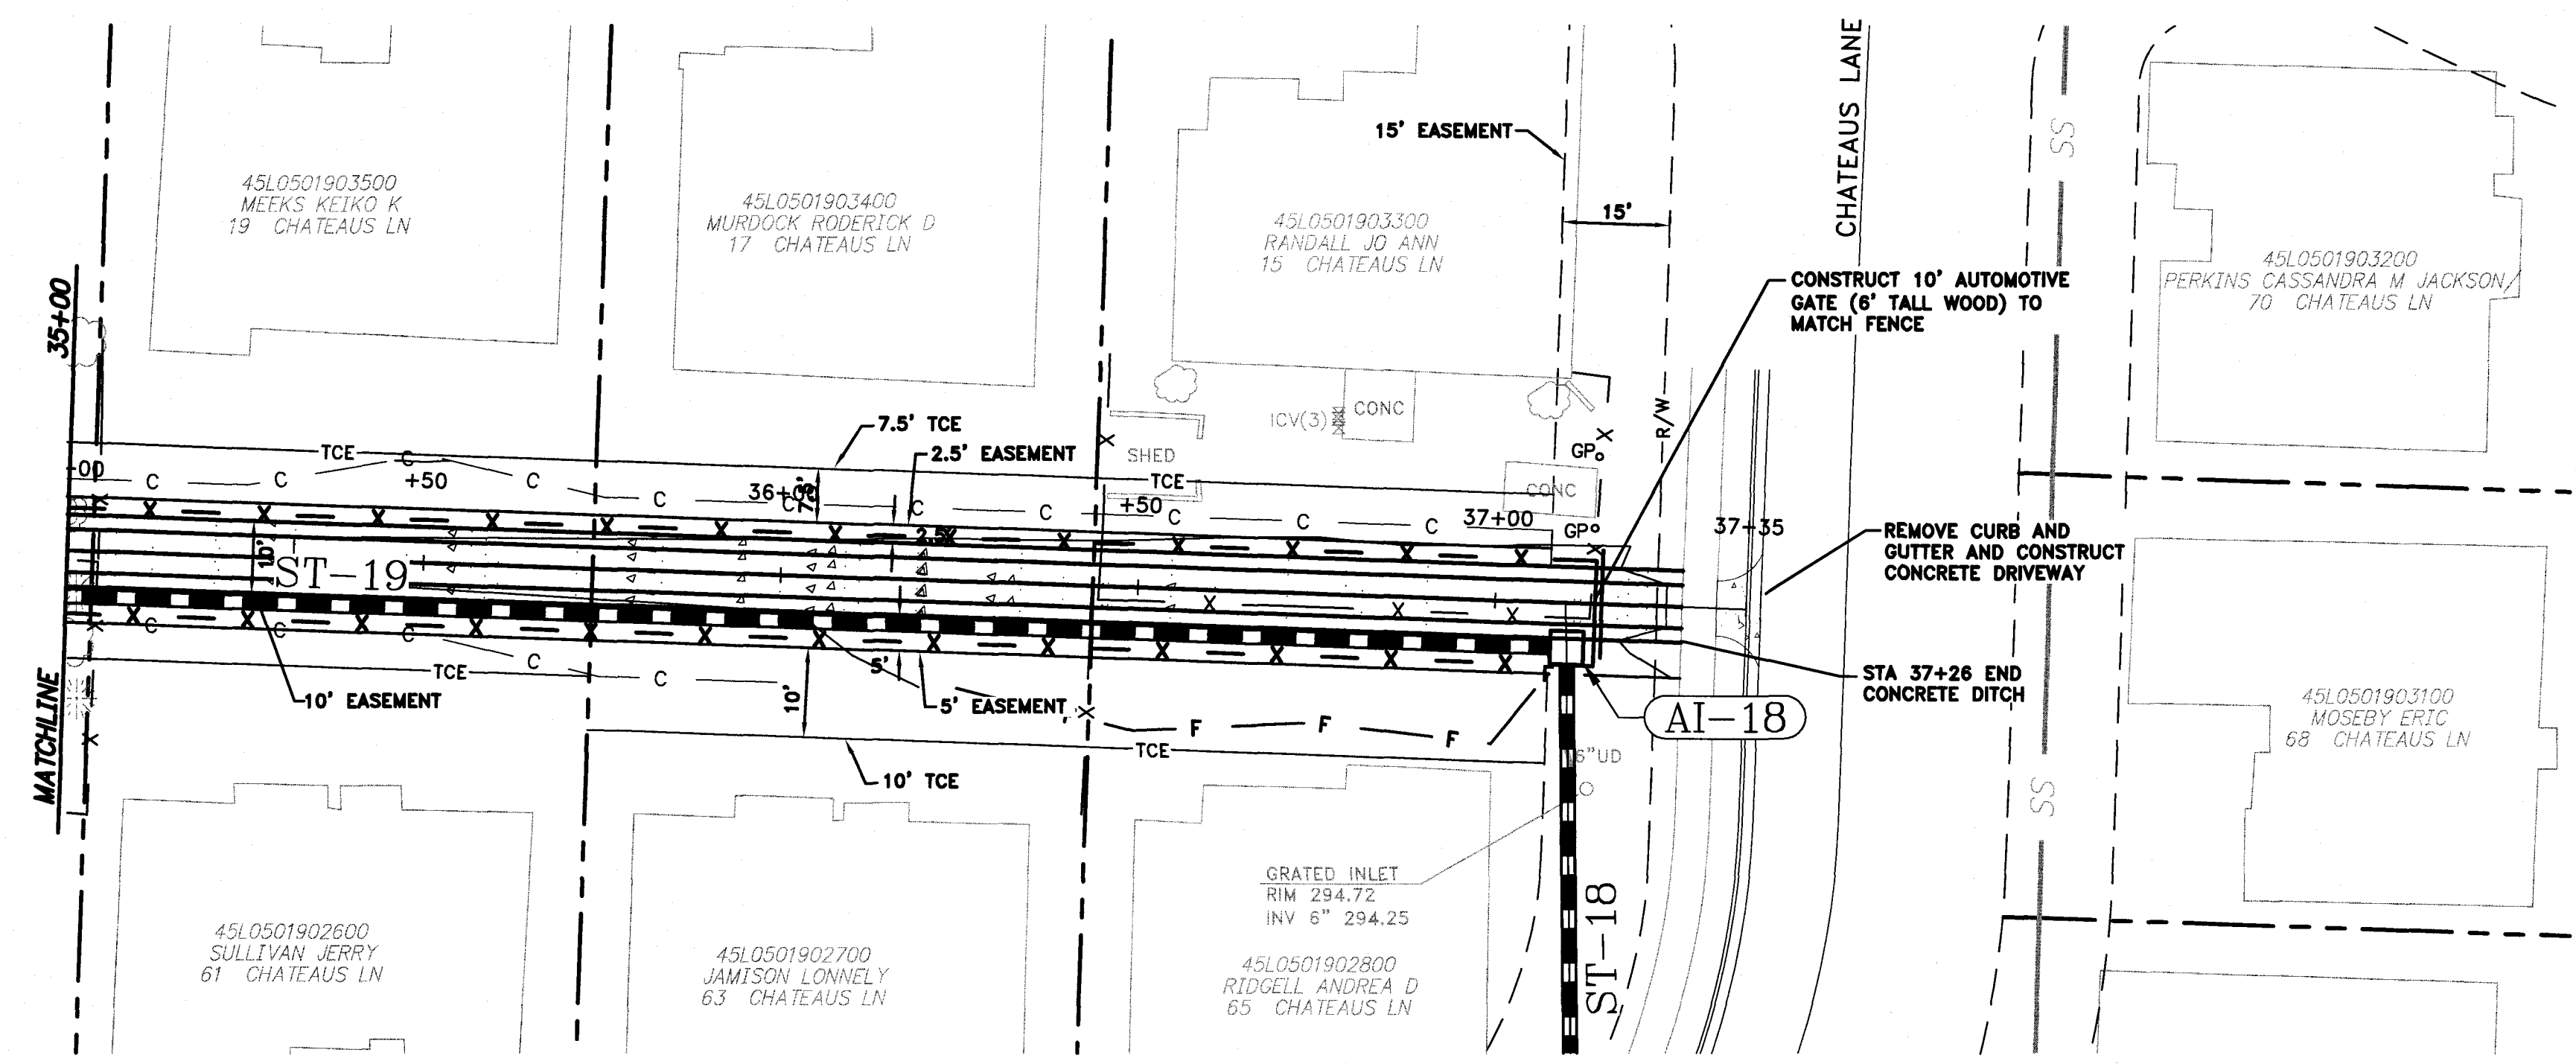 CHATEAUS LANE
SS
15' EASEMENT
15'
45L0501903500
MEEKS KEIKO K
19 CHATEAUS LN
45L0501903400
MURDOCK RODERICK D
17 CHATEAUS LN
45L0501903300
RANDALL JO ANN
15 CHATEAUS LN
45L0501903200
PERKINS CASSANDRA M JACKSON/
70 CHATEAUS LN
CONSTRUCT 10' AUTOMOTIVE
GATE (6' TALL WOOD) TO
MATCH FENCE
35+00
MATCHLINE
7.5' TCE
2.5' EASEMENT
ICV(3)
CONC
R/W
SHED
GP
TCE
TCE
-00
C
C
C
+50
C
C
36+00
7.5'
C
C
C
+50
C
C
C
37+00
CONC
GP
37+35
X X X X X X X X X X X X X
2.5'
10'
ST-19
REMOVE CURB AND
GUTTER AND CONSTRUCT
CONCRETE DRIVEWAY
X X X
X X X X X X X X X X X X X
C
C
C
C
C
TCE
10' EASEMENT
5'
10'
5' EASEMENT
F F F
TCE
10' TCE
STA 37+26 END
CONCRETE DITCH
AI-18
6"UD
45L0501903100
MOSEBY ERIC
68 CHATEAUS LN
SS
GRATED INLET
RIM 294.72
INV 6" 294.25
ST-18
45L0501902600
SULLIVAN JERRY
61 CHATEAUS LN
45L0501902700
JAMISON LONNELY
63 CHATEAUS LN
45L0501902800
RIDGELL ANDREA D
65 CHATEAUS LN